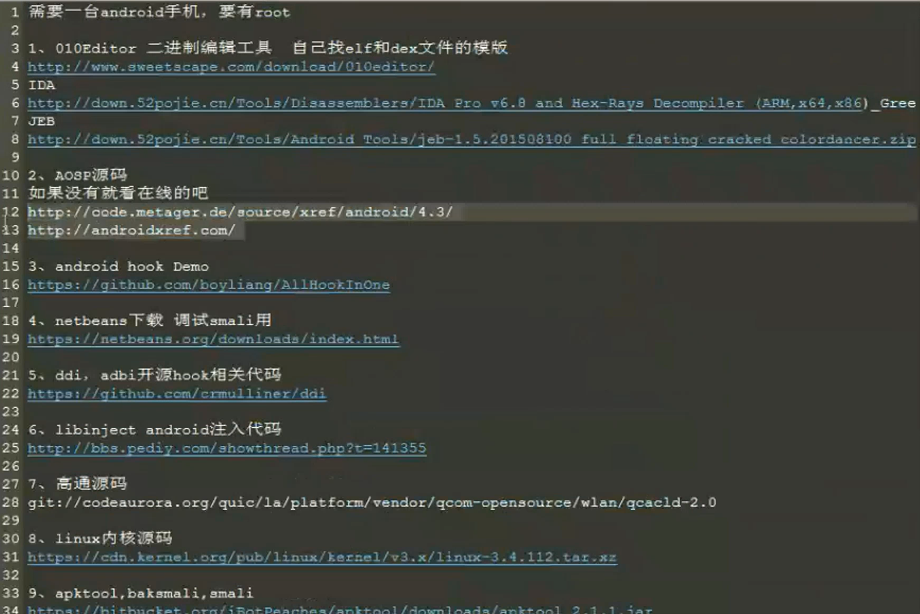 1 需要一台android手机，要有root
2
3 1、010Editor 二进制编辑工具 自己找elf和dex文件的模版
4 http://www.sweetscape.com/download/010editor/
5 IDA
6 http://down.52pojie.cn/Tools/Disassemblers/IDA_Pro_v6.8_and_Hex-Rays_Decompiler_(ARM,x64,x86)_Gree
7 JEB
8 http://down.52pojie.cn/Tools/Android_Tools/jeb-1.5.201508100_full_floating_cracked_colordancer.zip
9
10 2、AOSP源码
11 如果没有就看在线的吧
12 http://code.metager.de/source/xref/android/4.3/
13 http://androidxref.com/
14
15 3、android hook Demo
16 https://github.com/boyliang/AllHookInOne
17
18 4、netbeans下载 调试smali用
19 https://netbeans.org/downloads/index.html
20
21 5、ddi，adbi开源hook相关代码
22 https://github.com/crmulliner/ddi
23
24 6、libinject android注入代码
25 http://bbs.pediy.com/showthread.php?t=141355
26
27 7、高通源码
28 git://codeaurora.org/quic/la/platform/vendor/qcom-opensource/wlan/qcacld-2.0
29
30 8、linux内核源码
31 https://cdn.kernel.org/pub/linux/kernel/v3.x/linux-3.4.112.tar.xz
32
33 9、apktool,baksmali,smali
34 https://bitbucket.org/iBotPeaches/apktool/downloads/apktool_2.1.1.jar